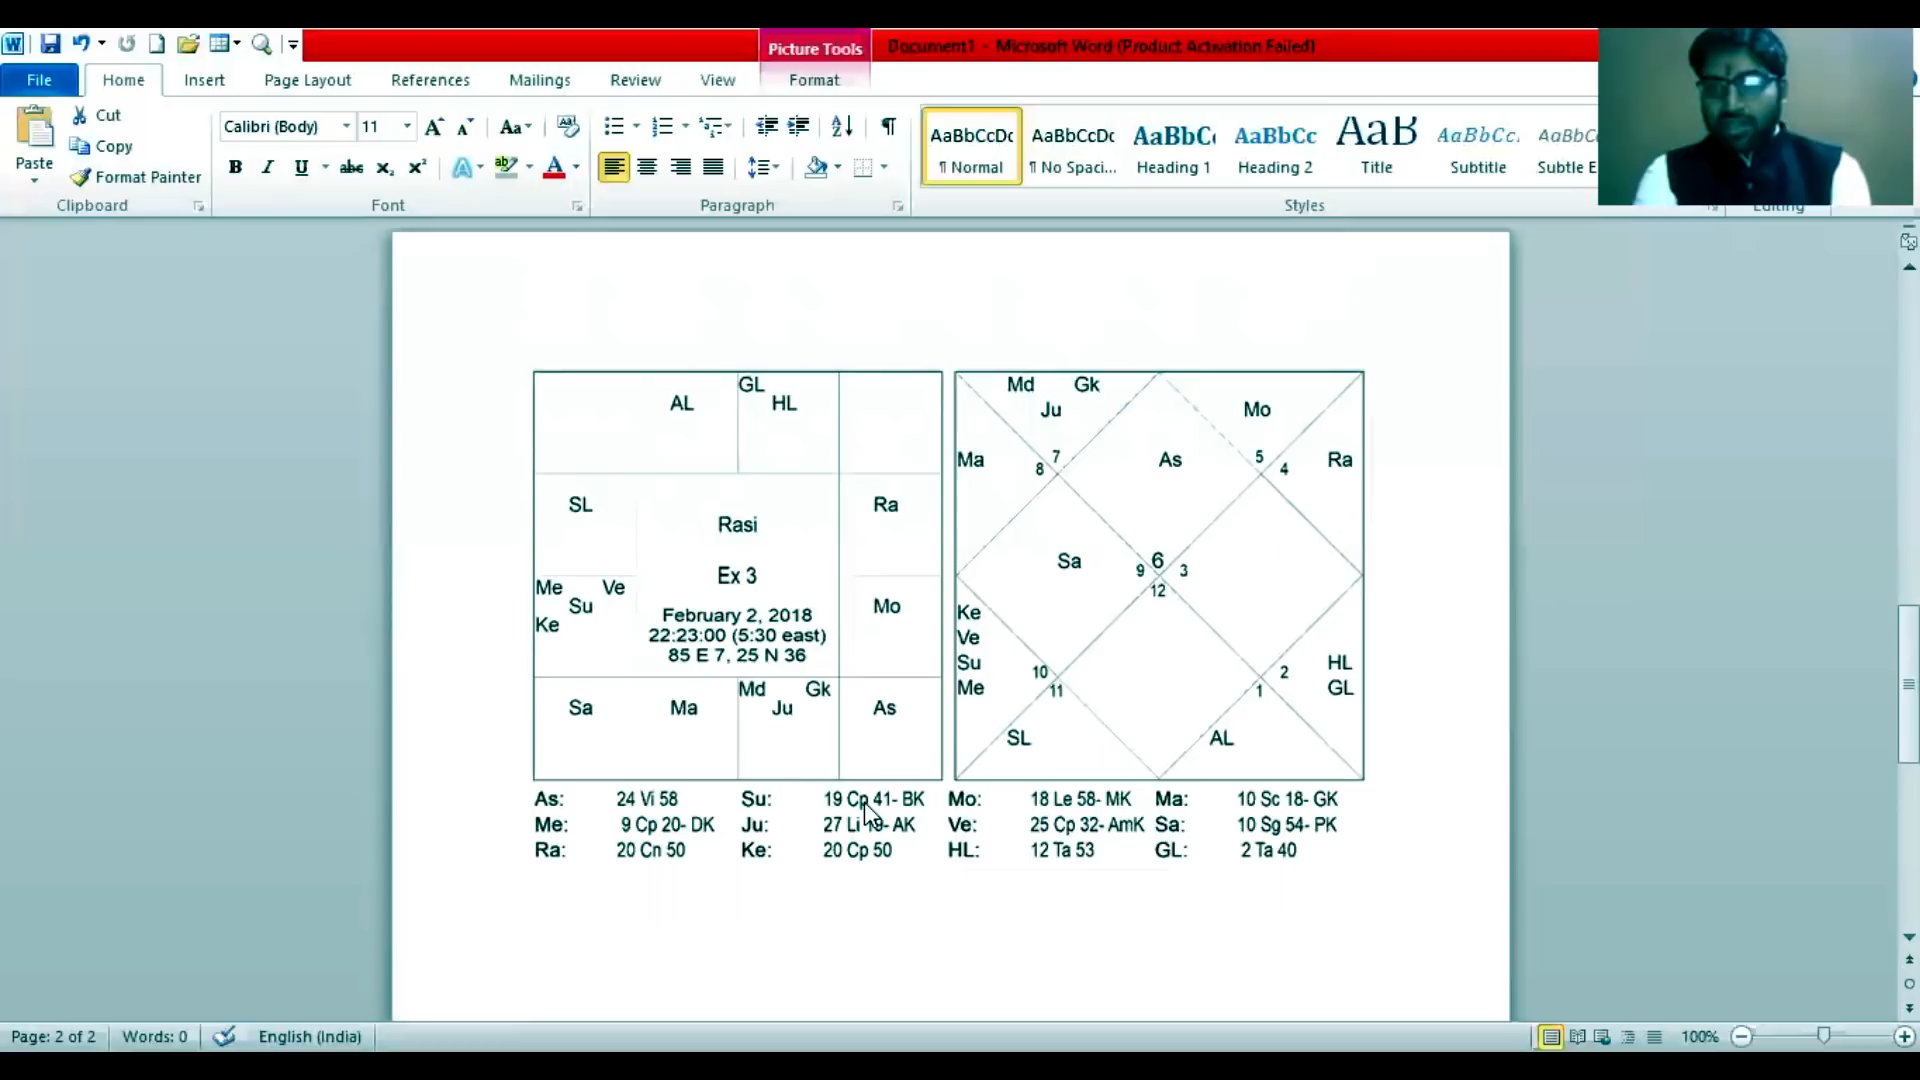 Picture Tools
Document1 - Microsoft Word (Product Activation Failed)
File Home Insert Page Layout References Mailings Review View Format
Paste
Cut
Copy
Format Painter
Clipboard
Calibri (Body) 11
Font
Paragraph
AaBbCcDc AaBbCcDc AaBbC AaBbCc AaB AaBbCc. AaBbC
¶ Normal ¶ No Spaci... Heading 1 Heading 2 Title Subtitle Subtle E
Styles
Editing
AL
GL
HL
SL
Ra
Rasi
Ex 3
February 2, 2018
22:23:00 (5:30 east)
85 E 7, 25 N 36
Me Ve
Su
Ke
Mo
Sa
Ma
Md Gk
Ju
As
Md Gk
Ju
Mo
Ma
7
8
As
5
4
Ra
Sa
9 6 3
12
Ke
Ve
Su
Me
10
11
2
1
HL
GL
SL
AL
As: 24 Vi 58 Su: 19 Cp 41- BK Mo: 18 Le 58- MK Ma: 10 Sc 18- GK
Me: 9 Cp 20- DK Ju: 27 Li 19- AK Ve: 25 Cp 32- AmK Sa: 10 Sg 54- PK
Ra: 20 Cn 50 Ke: 20 Cp 50 HL: 12 Ta 53 GL: 2 Ta 40
Page: 2 of 2 Words: 0 English (India) 100%